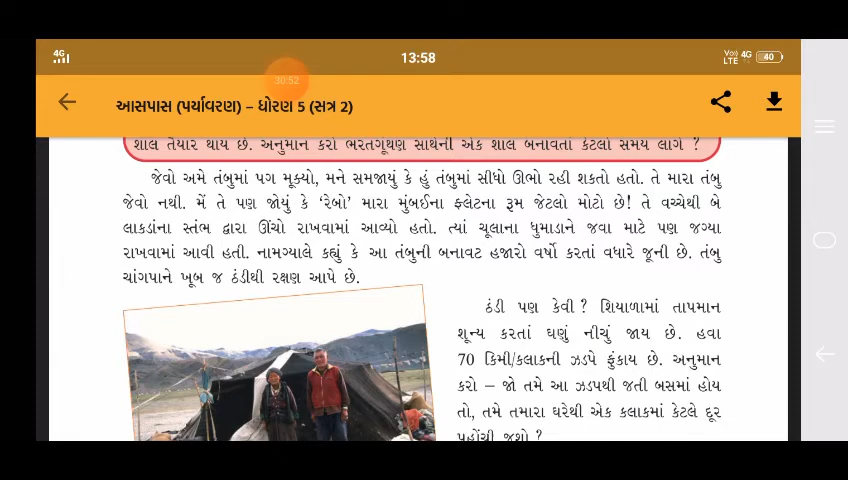 4G
13:58
Vo))
LTE
4G
40
30:52
આસપાસ (પર્યાવરણ) – ધોરણ 5 (સત્ર 2)
શાલ તૈયાર થાય છે. અનુમાન કરો ભરતગૂંથણ સાથેની એક શાલ બનાવતાં કેટલો સમય લાગે ?
જેવો અમે તંબુમાં પગ મૂક્યો, મને સમજાયું કે હું તંબુમાં સીધો ઊભો રહી શકતો હતો. તે મારા તંબુ
જેવો નથી. મેં તે પણ જોયું કે ‘રેબો’ મારા મુંબઈના ફ્લેટના રૂમ જેટલો મોટો છે! તે વચ્ચેથી બે
લાકડાંના સ્તંભ દ્વારા ઊંચો રાખવામાં આવ્યો હતો. ત્યાં ચૂલાના ધુમાડાને જવા માટે પણ જગ્યા
રાખવામાં આવી હતી. નામગ્યાલે કહ્યું કે આ તંબુની બનાવટ હજારો વર્ષો કરતાં વધારે જૂની છે. તંબુ
ચાંગપાને ખૂબ જ ઠંડીથી રક્ષણ આપે છે.
ઠંડી પણ કેવી ? શિયાળામાં તાપમાન
શૂન્ય કરતાં ઘણું નીચું જાય છે. હવા
70 કિમી/કલાકની ઝડપે ફુંકાય છે. અનુમાન
કરો – જો તમે આ ઝડપથી જતી બસમાં હોય
તો, તમે તમારા ઘરેથી એક કલાકમાં કેટલે દૂર
પહોંચી જશો ?